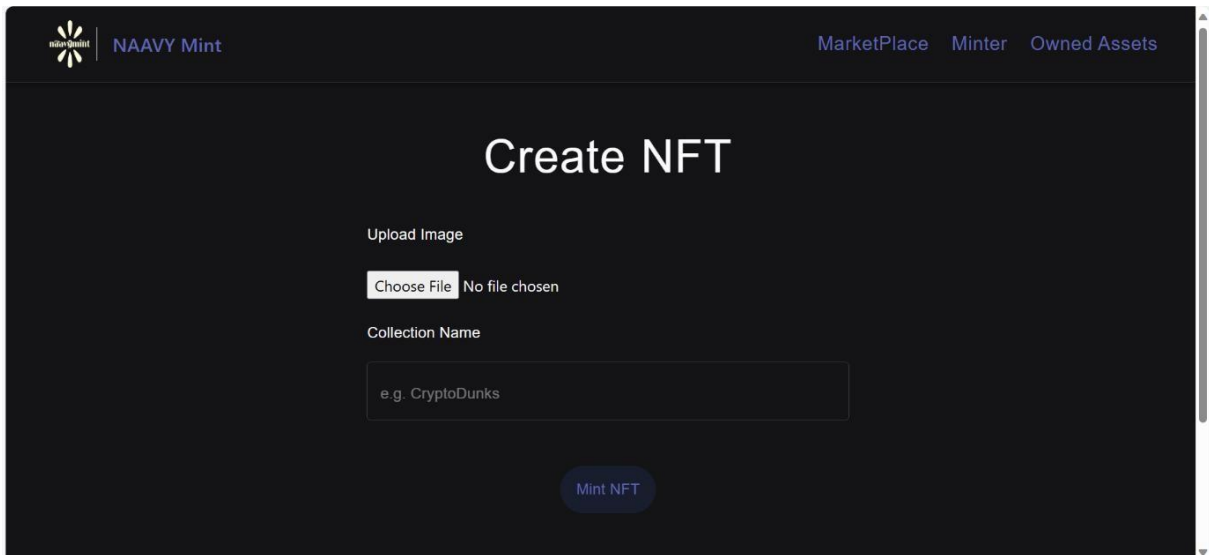 naavymint
NAAVY Mint
MarketPlace Minter Owned Assets
Create NFT
Upload Image
Choose File No file chosen
Collection Name
e.g. CryptoDunks
Mint NFT